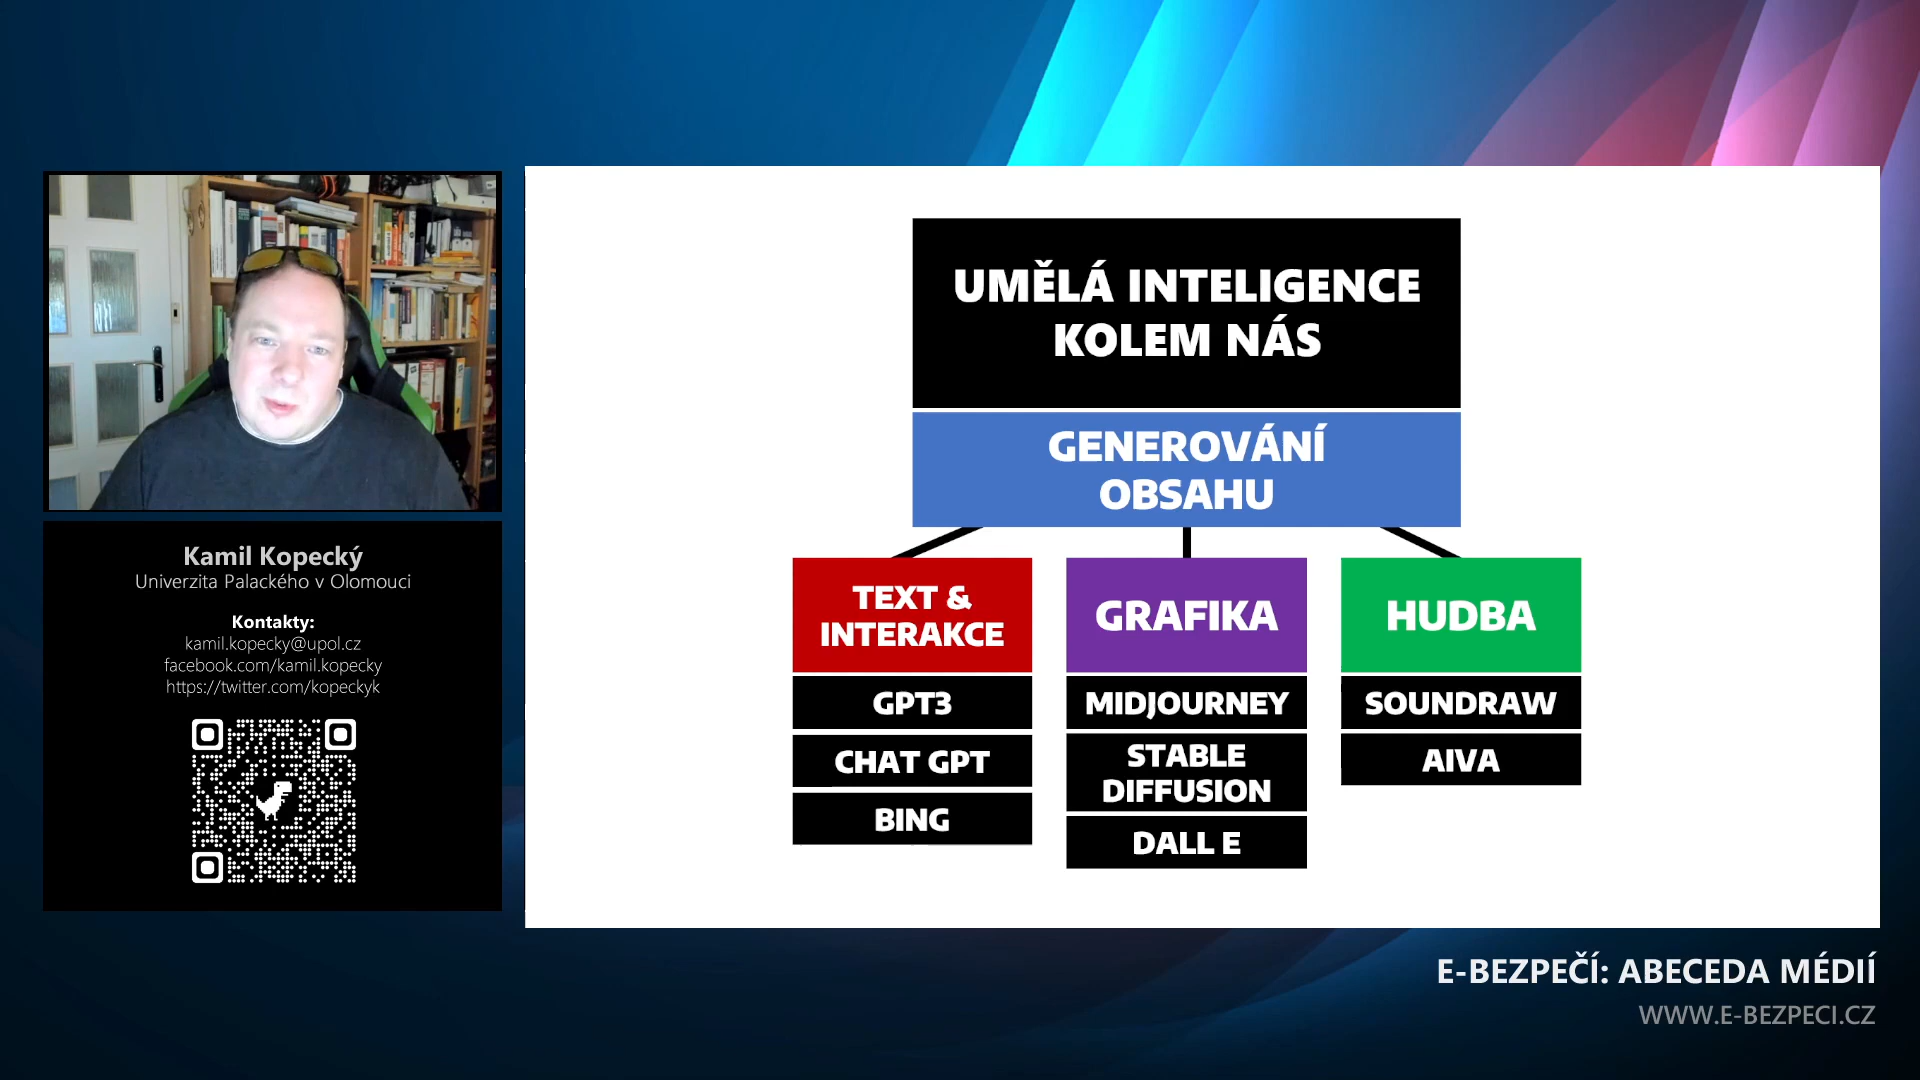 Kamil Kopecký
Univerzita Palackého v Olomouci
Kontakty:
kamil.kopecky@upol.cz
facebook.com/kamil.kopecky
https://twitter.com/kopeckyk
UMĚLÁ INTELIGENCE
KOLEM NÁS
GENEROVÁNÍ
OBSAHU
TEXT &
INTERAKCE
GPT3
CHAT GPT
BING
GRAFIKA
MIDJOURNEY
STABLE
DIFFUSION
DALL E
HUDBA
SOUNDRAW
AIVA
E-BEZPEČÍ: ABECEDA MÉDIÍ
WWW.E-BEZPECI.CZ